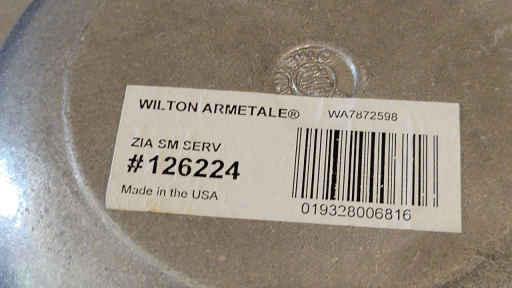 WILTON ARMETALE® WA7872598
ZIA SM SERV
#126224
Made in the USA
019328006816